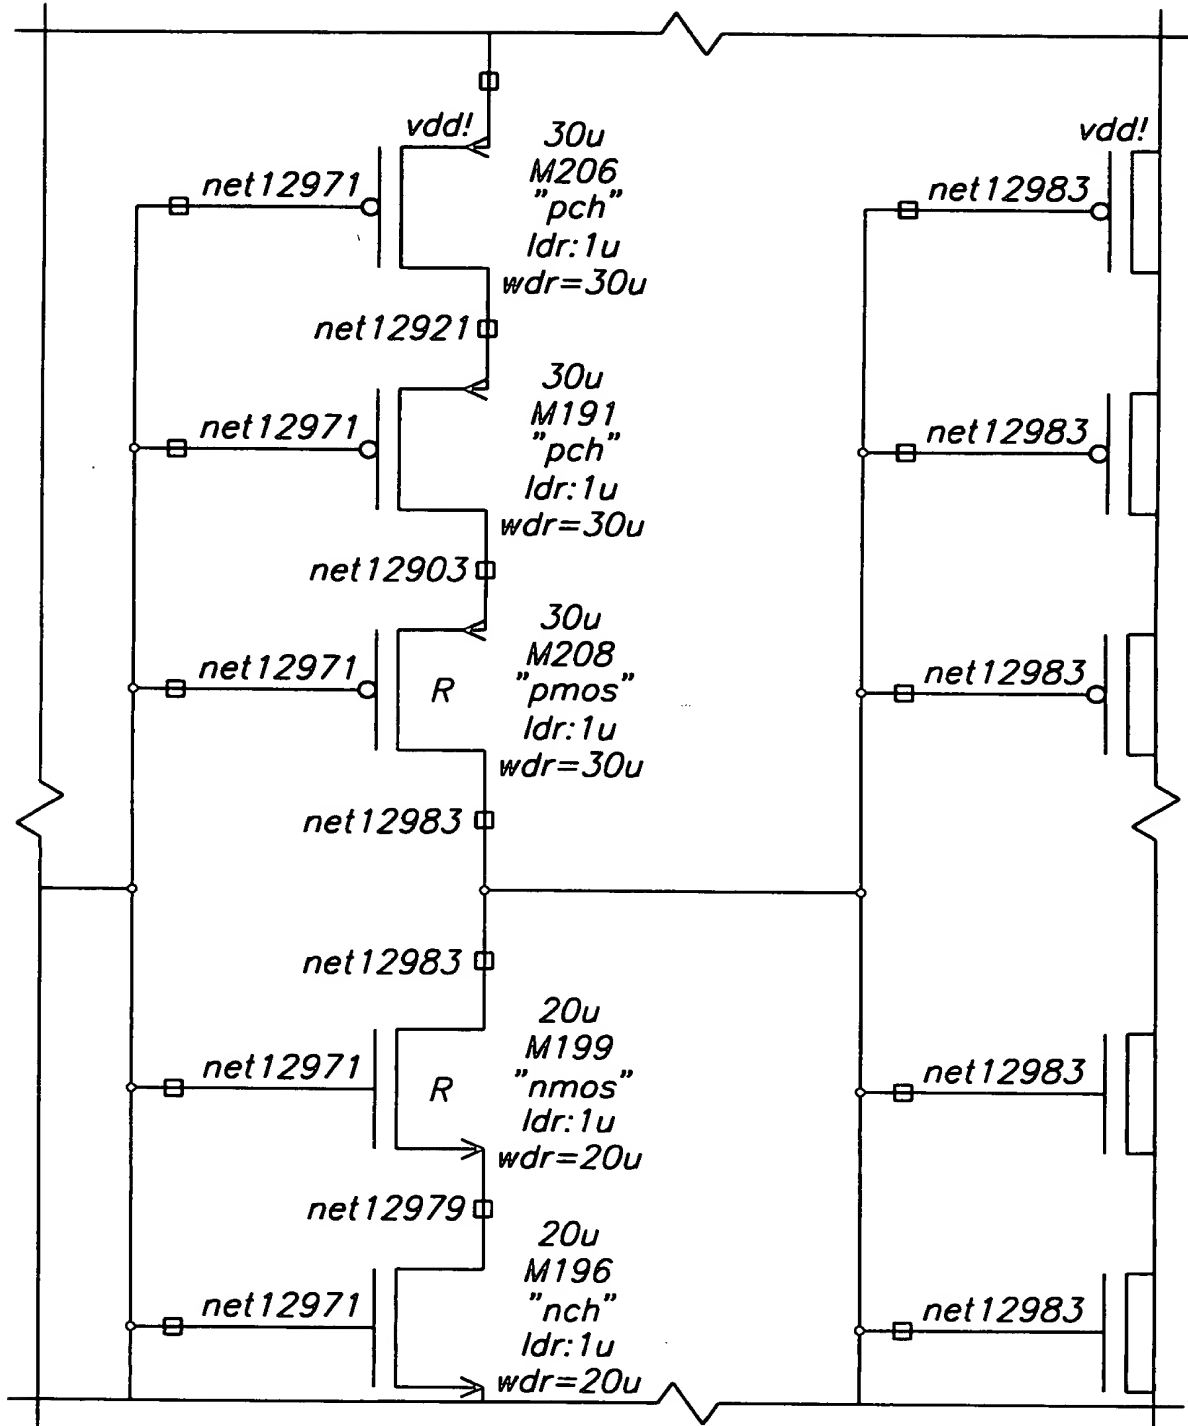 vdd!
30u
M206
"pch"
ldr:1u
wdr=30u
net12971
net12921
30u
M191
"pch"
ldr:1u
wdr=30u
net12971
net12903
30u
M208
"pmos"
ldr:1u
wdr=30u
net12971
R
net12983
net12983
20u
M199
"nmos"
ldr:1u
wdr=20u
net12971
R
net12979
20u
M196
"nch"
ldr:1u
wdr=20u
net12971
vdd!
net12983
net12983
net12983
net12983
net12983